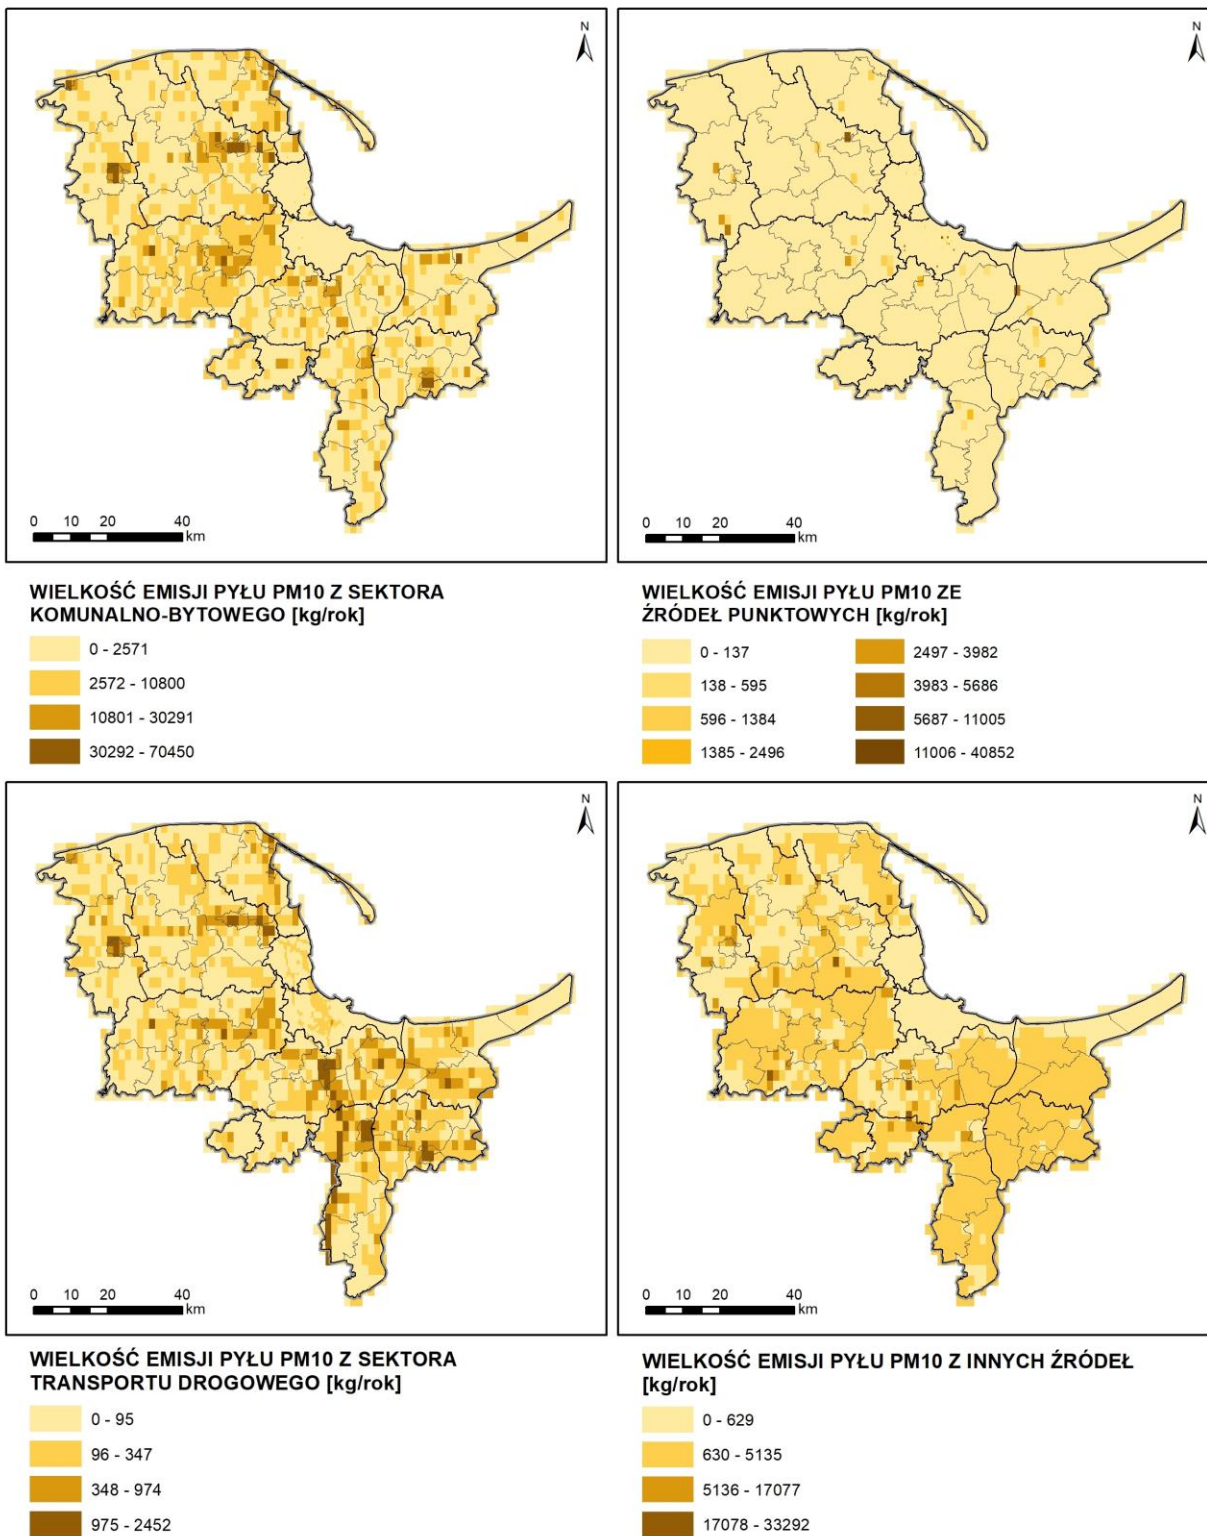 N
0 10 20 40
km
WIELKOŚĆ EMISJI PYŁU PM10 Z SEKTORA
KOMUNALNO-BYTOWEGO [kg/rok]
0 - 2571
2572 - 10800
10801 - 30291
30292 - 70450
N
0 10 20 40
km
WIELKOŚĆ EMISJI PYŁU PM10 ZE
ŹRÓDEŁ PUNKTOWYCH [kg/rok]
0 - 137
138 - 595
596 - 1384
1385 - 2496
2497 - 3982
3983 - 5686
5687 - 11005
11006 - 40852
N
0 10 20 40
km
WIELKOŚĆ EMISJI PYŁU PM10 Z SEKTORA
TRANSPORTU DROGOWEGO [kg/rok]
0 - 95
96 - 347
348 - 974
975 - 2452
N
0 10 20 40
km
WIELKOŚĆ EMISJI PYŁU PM10 Z INNYCH ŹRÓDEŁ
[kg/rok]
0 - 629
630 - 5135
5136 - 17077
17078 - 33292